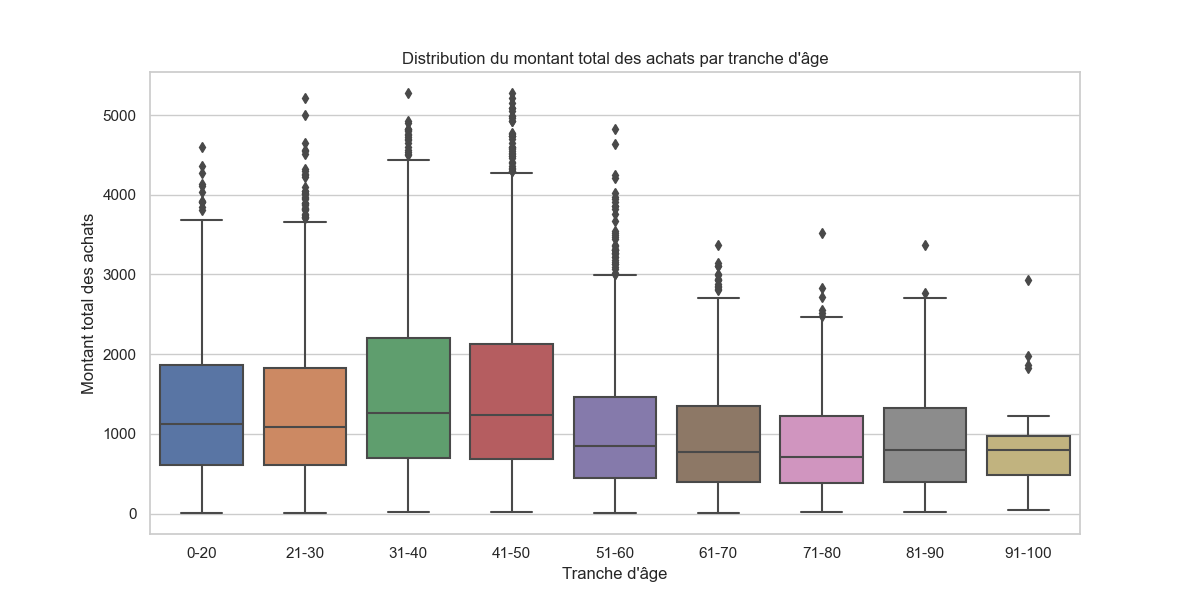 Distribution du montant total des achats par tranche d'âge
Montant total des achats
5000
4000
3000
2000
1000
0
0-20 21-30 31-40 41-50 51-60 61-70 71-80 81-90 91-100
Tranche d'âge